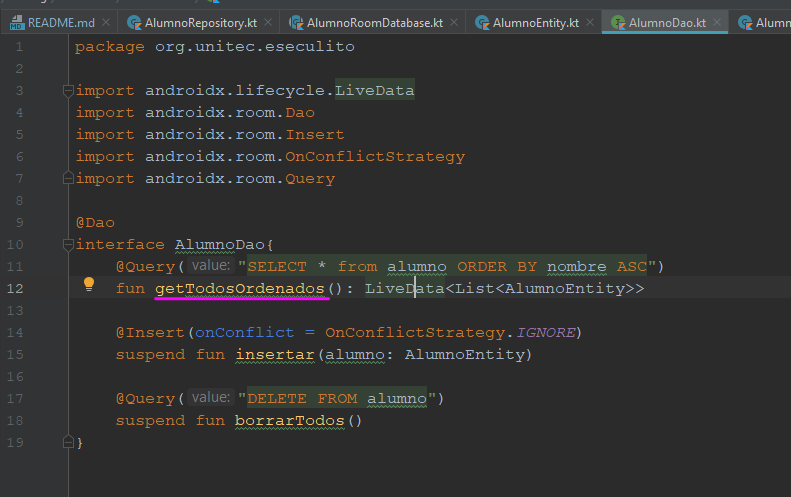 README.md AlumnoRepository.kt AlumnoRoomDatabase.kt AlumnoEntity.kt AlumnoDao.kt Alumn
1 package org.unitec.eseculito
2
3 import androidx.lifecycle.LiveData
4 import androidx.room.Dao
5 import androidx.room.Insert
6 import androidx.room.OnConflictStrategy
7 import androidx.room.Query
8
9 @Dao
10 interface AlumnoDao{
11 @Query( value: "SELECT * from alumno ORDER BY nombre ASC")
12 fun getTodosOrdenados(): LiveData<List<AlumnoEntity>>
13
14 @Insert(onConflict = OnConflictStrategy.IGNORE)
15 suspend fun insertar(alumno: AlumnoEntity)
16
17 @Query( value: "DELETE FROM alumno")
18 suspend fun borrarTodos()
19 }